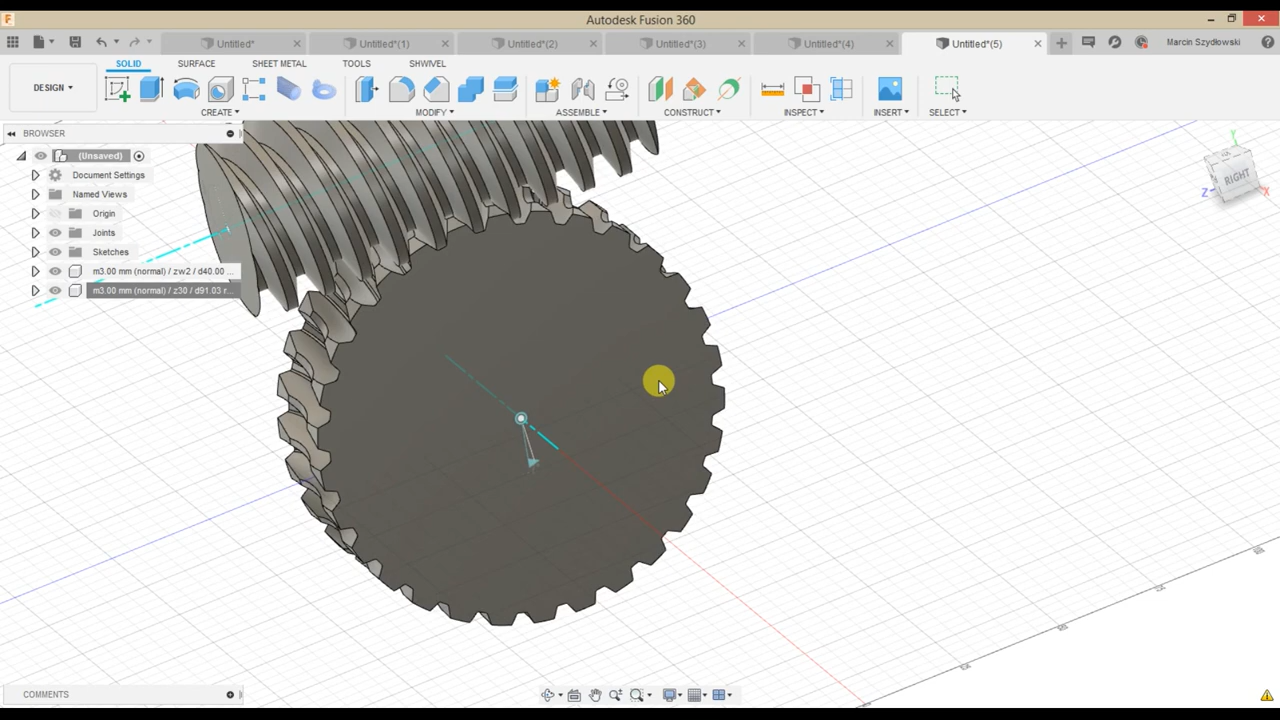 Autodesk Fusion 360
Untitled* Untitled*(1) Untitled*(2) Untitled*(3) Untitled*(4) Untitled*(5) Marcin Szydłowski
SOLID SURFACE SHEET METAL TOOLS SHWIVEL
DESIGN
CREATE MODIFY ASSEMBLE CONSTRUCT INSPECT INSERT SELECT
BROWSER
(Unsaved)
Document Settings
Named Views
Origin
Joints
Sketches
m3.00 mm (normal) / zw2 / d40.00 ...
m3.00 mm (normal) / z30 / d91.03 r...
Y
RIGHT
Z X
COMMENTS